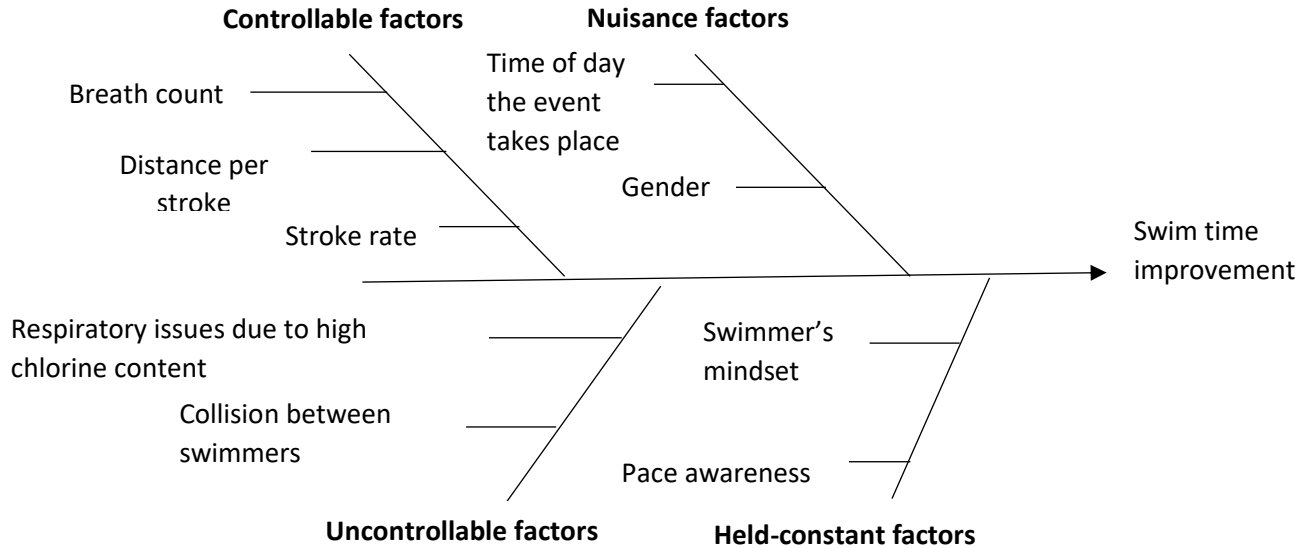 Controllable factors
Breath count
Distance per
stroke
Stroke rate
Nuisance factors
Time of day
the event
takes place
Gender
Swim time
improvement
Respiratory issues due to high
chlorine content
Collision between
swimmers
Uncontrollable factors
Swimmer’s
mindset
Pace awareness
Held-constant factors